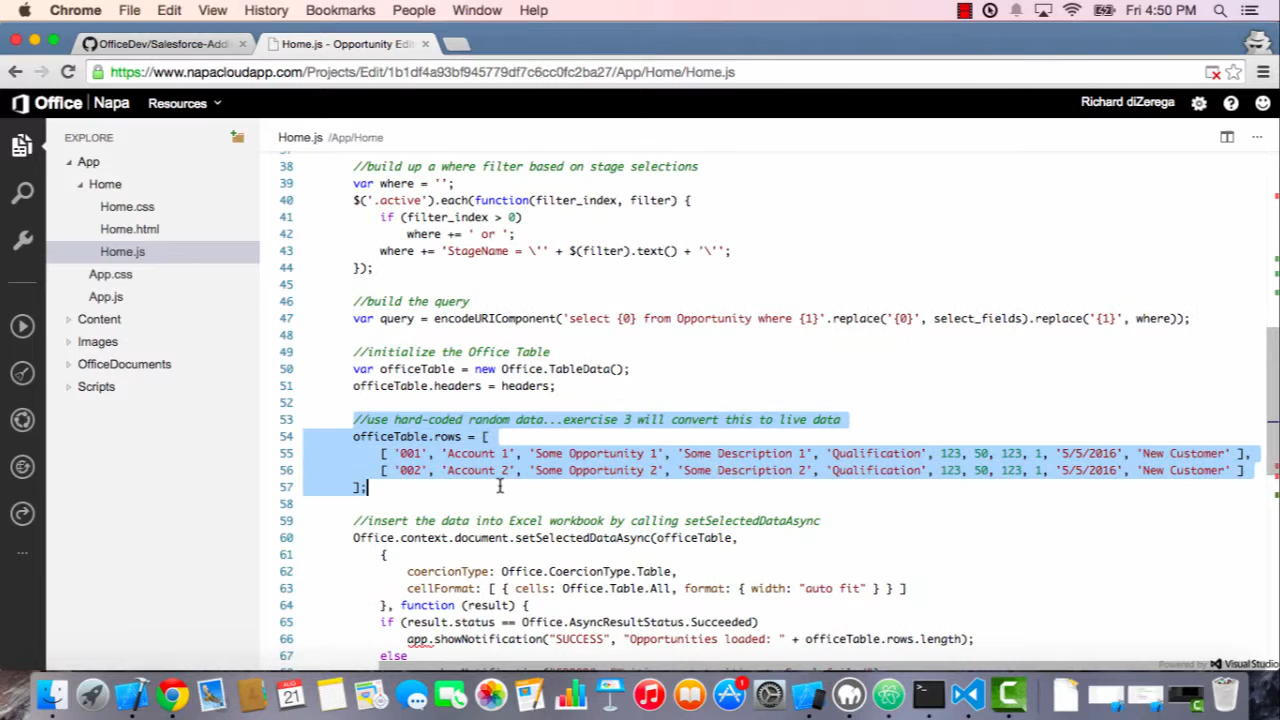 Chrome File Edit View History Bookmarks People Window Help Fri 4:50 PM
OfficeDev/Salesforce-Addi Home.js - Opportunity Edit
https://www.napacloudapp.com/Projects/Edit/1b1df4a93bf945779df7c6cc0fc2ba27/App/Home/Home.js
Office Napa Resources Richard diZerega
EXPLORE
App
Home
Home.css
Home.html
Home.js
App.css
App.js
Content
Images
OfficeDocuments
Scripts
Home.js /App/Home
37
38 //build up a where filter based on stage selections
39 var where = '';
40 $('.active').each(function(filter_index, filter) {
41 if (filter_index > 0)
42 where += ' or ';
43 where += 'StageName = \'' + $(filter).text() + '\'';
44 });
45
46 //build the query
47 var query = encodeURIComponent('select {0} from Opportunity where {1}'.replace('{0}', select_fields).replace('{1}', where));
48
49 //initialize the Office Table
50 var officeTable = new Office.TableData();
51 officeTable.headers = headers;
52
53 //use hard-coded random data...exercise 3 will convert this to live data
54 officeTable.rows = [
55 [ '001', 'Account 1', 'Some Opportunity 1', 'Some Description 1', 'Qualification', 123, 50, 123, 1, '5/5/2016', 'New Customer' ],
56 [ '002', 'Account 2', 'Some Opportunity 2', 'Some Description 2', 'Qualification', 123, 50, 123, 1, '5/5/2016', 'New Customer' ]
57 ];
58
59 //insert the data into Excel workbook by calling setSelectedDataAsync
60 Office.context.document.setSelectedDataAsync(officeTable,
61 {
62 coercionType: Office.CoercionType.Table,
63 cellFormat: [ { cells: Office.Table.All, format: { width: "auto fit" } } ]
64 }, function (result) {
65 if (result.status == Office.AsyncResultStatus.Succeeded)
66 app.showNotification("SUCCESS", "Opportunities loaded: " + officeTable.rows.length);
67 else
Powered by Visual Studio
AUG
21
1